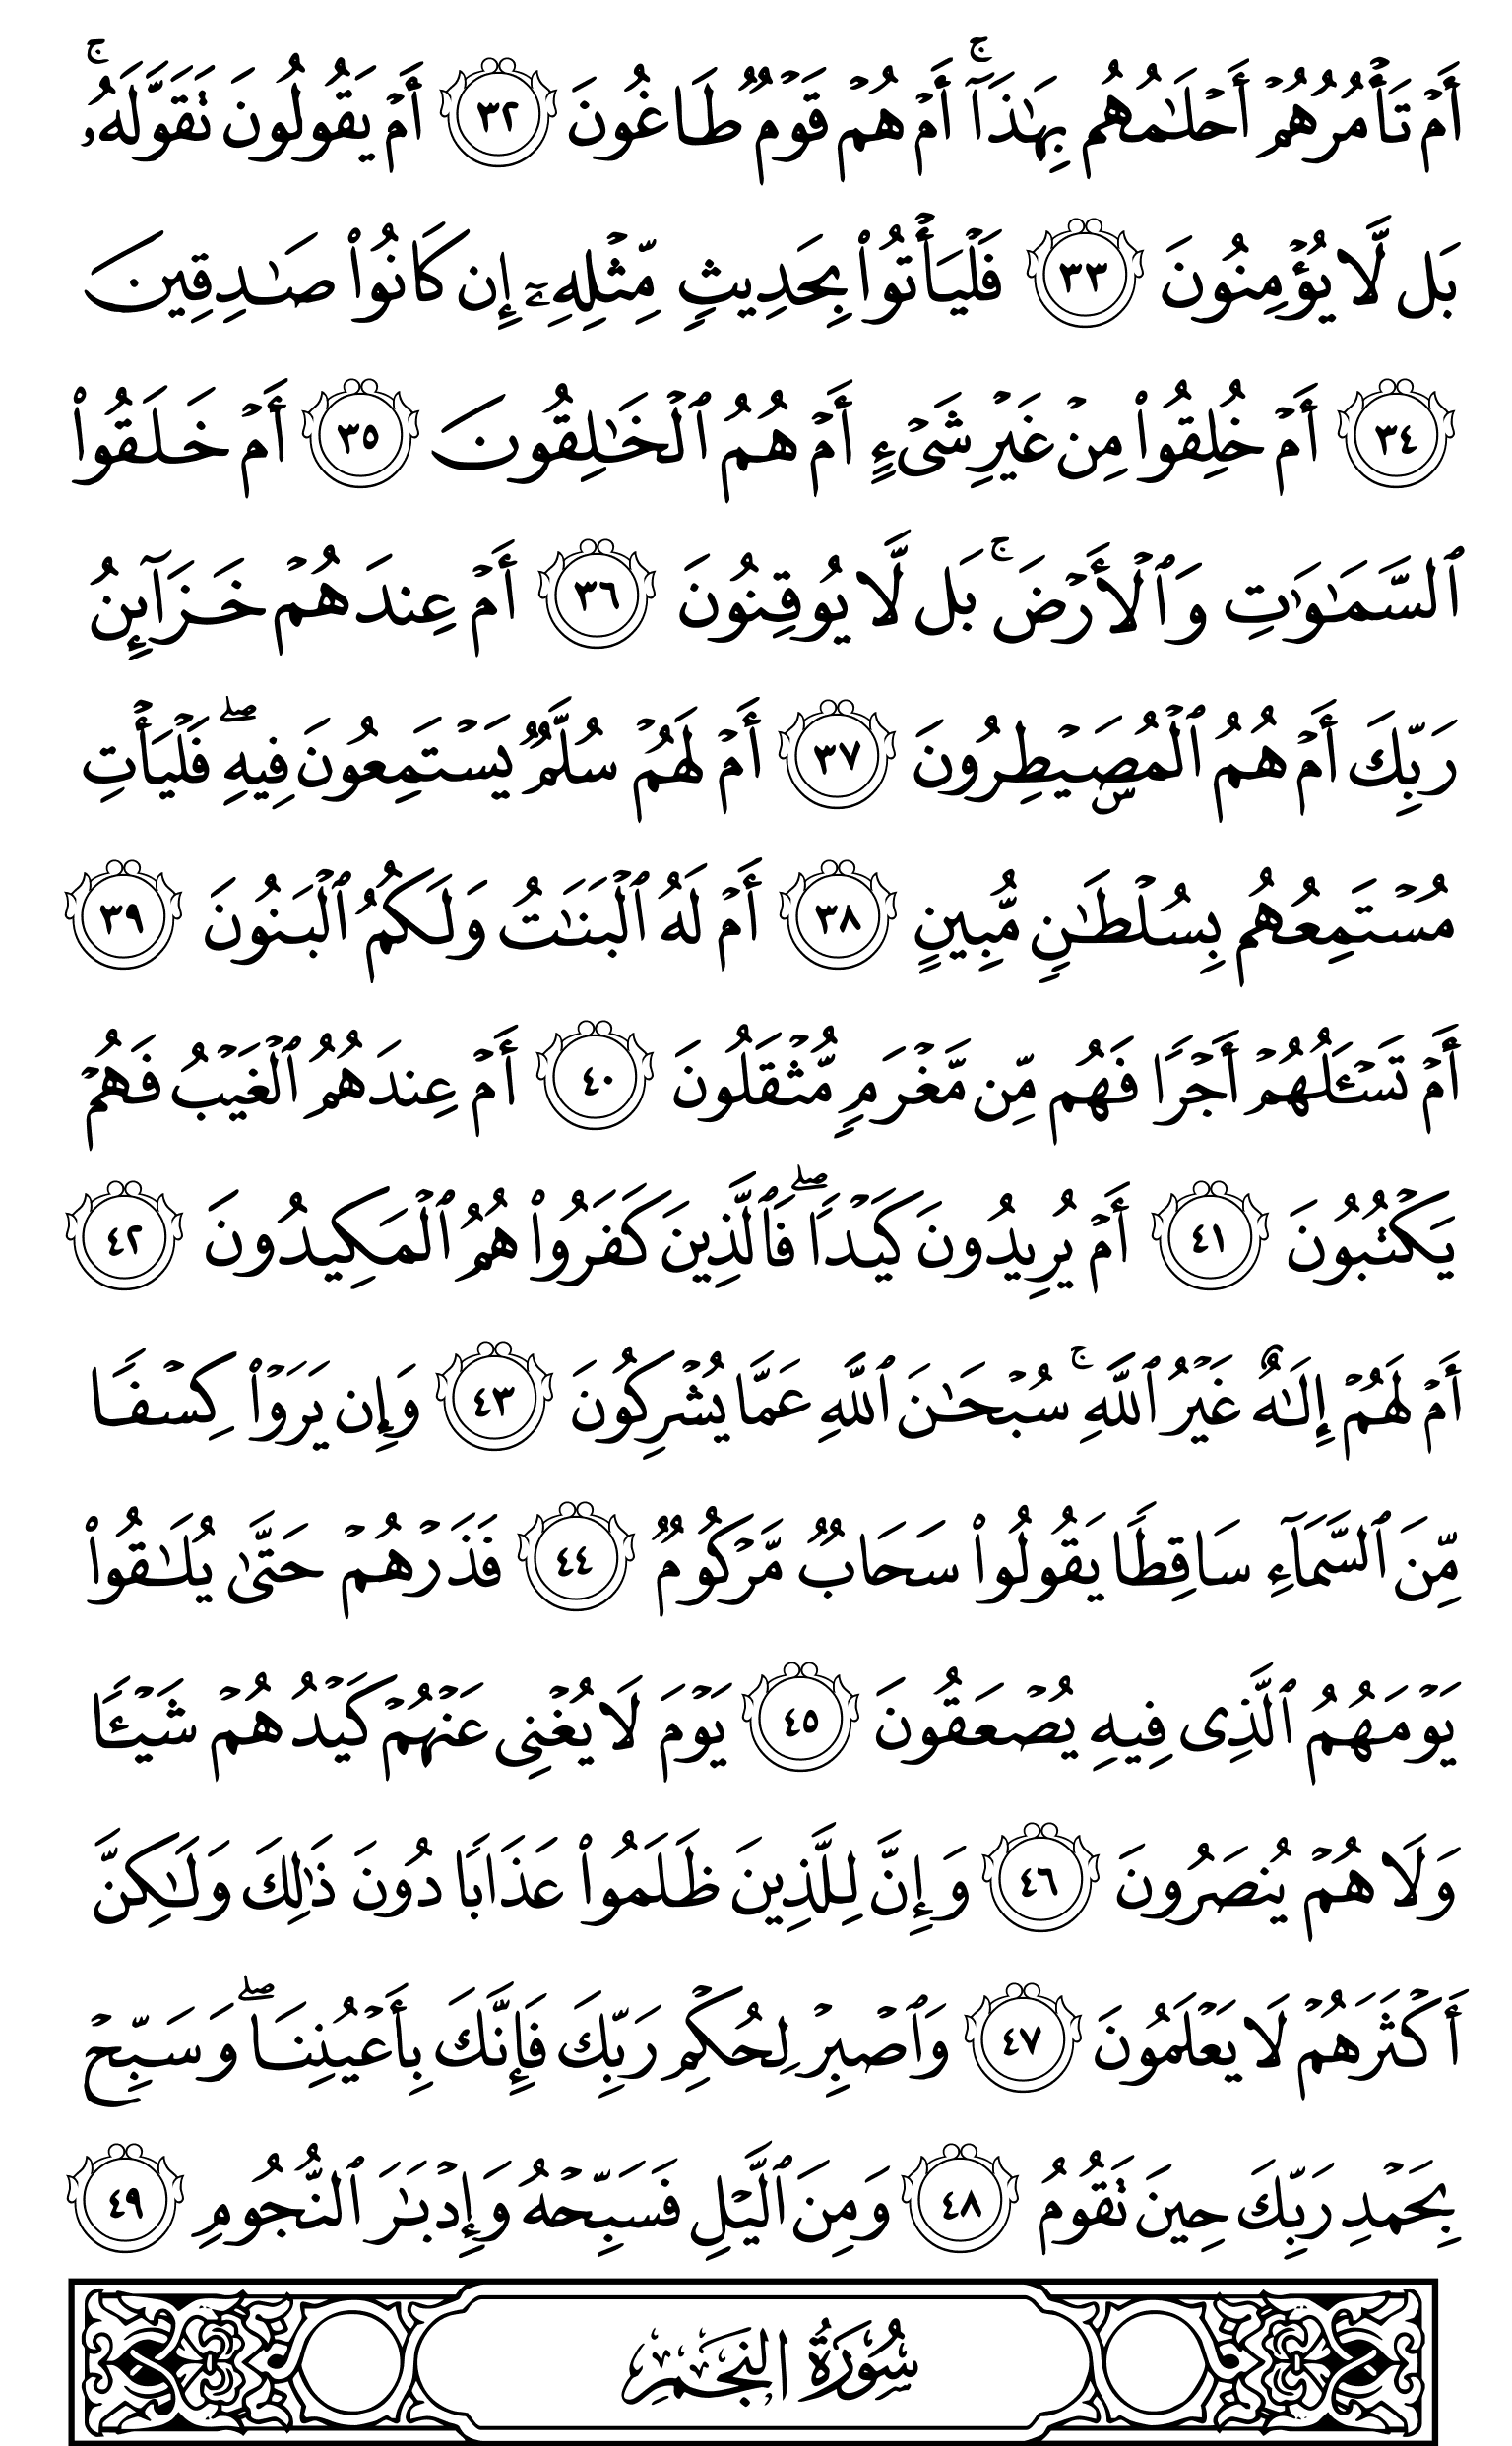 أَمْ تَأْمُرُهُمْ أَحْلَٰمُهُم بِهَٰذَآ ۚ أَمْ هُمْ قَوْمٌ طَاغُونَ ٣٢ أَمْ يَقُولُونَ تَقَوَّلَهُۥ ۚ
بَل لَّا يُؤْمِنُونَ ٣٣ فَلْيَأْتُوا۟ بِحَدِيثٍ مِّثْلِهِۦٓ إِن كَانُوا۟ صَٰدِقِينَ
٣٤ أَمْ خُلِقُوا۟ مِنْ غَيْرِ شَىْءٍ أَمْ هُمُ ٱلْخَٰلِقُونَ ٣٥ أَمْ خَلَقُوا۟
ٱلسَّمَٰوَٰتِ وَٱلْأَرْضَ ۚ بَل لَّا يُوقِنُونَ ٣٦ أَمْ عِندَهُمْ خَزَآئِنُ
رَبِّكَ أَمْ هُمُ ٱلْمُصَۣيْطِرُونَ ٣٧ أَمْ لَهُمْ سُلَّمٌ يَسْتَمِعُونَ فِيهِ ۖ فَلْيَأْتِ
مُسْتَمِعُهُم بِسُلْطَٰنٍ مُّبِينٍ ٣٨ أَمْ لَهُ ٱلْبَنَٰتُ وَلَكُمُ ٱلْبَنُونَ ٣٩
أَمْ تَسْـَٔلُهُمْ أَجْرًا فَهُم مِّن مَّغْرَمٍ مُّثْقَلُونَ ٤٠ أَمْ عِندَهُمُ ٱلْغَيْبُ فَهُمْ
يَكْتُبُونَ ٤١ أَمْ يُرِيدُونَ كَيْدًا ۖ فَٱلَّذِينَ كَفَرُوا۟ هُمُ ٱلْمَكِيدُونَ ٤٢
أَمْ لَهُمْ إِلَٰهٌ غَيْرُ ٱللَّهِ ۚ سُبْحَٰنَ ٱللَّهِ عَمَّا يُشْرِكُونَ ٤٣ وَإِن يَرَوْا۟ كِسْفًا
مِّنَ ٱلسَّمَآءِ سَاقِطًا يَقُولُوا۟ سَحَابٌ مَّرْكُومٌ ٤٤ فَذَرْهُمْ حَتَّىٰ يُلَٰقُوا۟
يَوْمَهُمُ ٱلَّذِى فِيهِ يُصْعَقُونَ ٤٥ يَوْمَ لَا يُغْنِى عَنْهُمْ كَيْدُهُمْ شَيْـًٔا
وَلَا هُمْ يُنصَرُونَ ٤٦ وَإِنَّ لِلَّذِينَ ظَلَمُوا۟ عَذَابًا دُونَ ذَٰلِكَ وَلَٰكِنَّ
أَكْثَرَهُمْ لَا يَعْلَمُونَ ٤٧ وَٱصْبِرْ لِحُكْمِ رَبِّكَ فَإِنَّكَ بِأَعْيُنِنَا ۖ وَسَبِّحْ
بِحَمْدِ رَبِّكَ حِينَ تَقُومُ ٤٨ وَمِنَ ٱلَّيْلِ فَسَبِّحْهُ وَإِدْبَٰرَ ٱلنُّجُومِ ٤٩
سُورَةُ النَّجْمِ